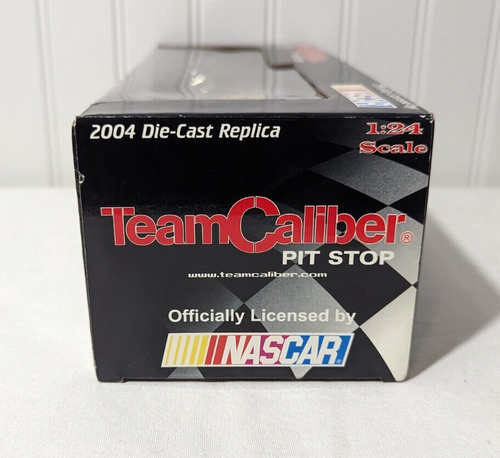 2004 Die-Cast Replica
1:24
Scale
TeamCaliber®
PIT STOP
www.teamcaliber.com
Officially Licensed by
NASCAR®